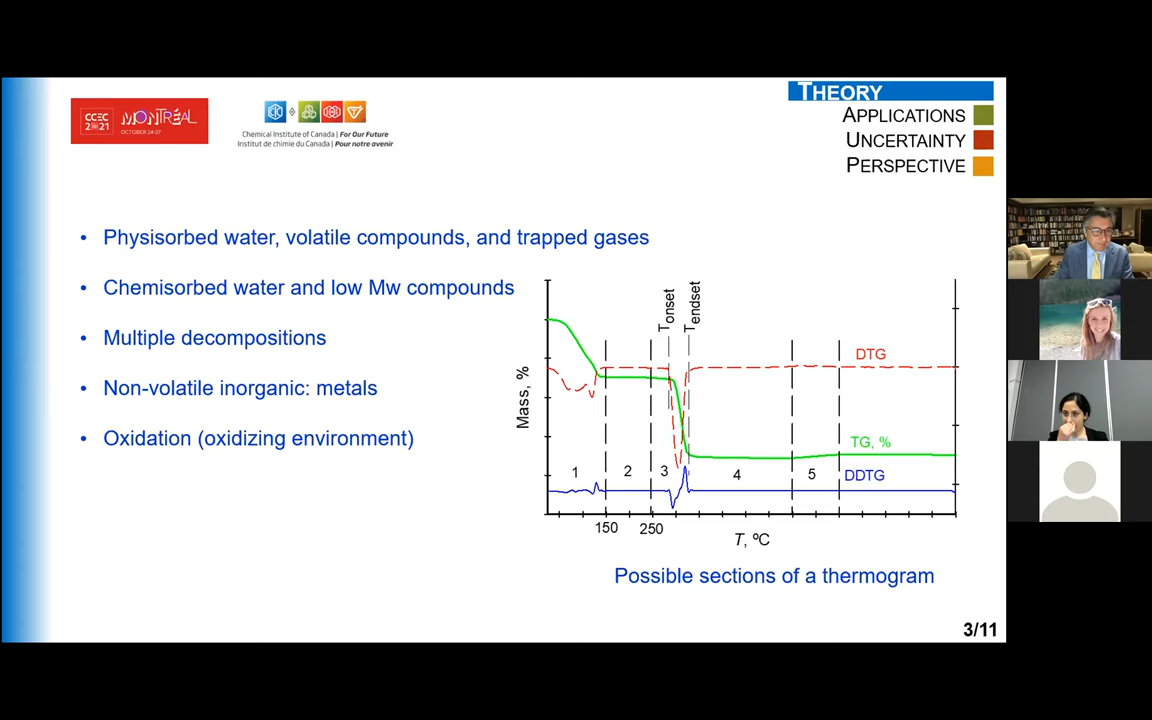 CCEC
2021
MONTRÉAL
OCTOBER 24-27
Chemical Institute of Canada | For Our Future
Institut de chimie du Canada | Pour notre avenir
THEORY
APPLICATIONS
UNCERTAINTY
PERSPECTIVE
• Physisorbed water, volatile compounds, and trapped gases
• Chemisorbed water and low Mw compounds
• Multiple decompositions
• Non-volatile inorganic: metals
• Oxidation (oxidizing environment)
Mass, %
Tonset
Tendset
DTG
TG, %
DDTG
1 2 3 4 5
150 250
T, ºC
Possible sections of a thermogram
3/11